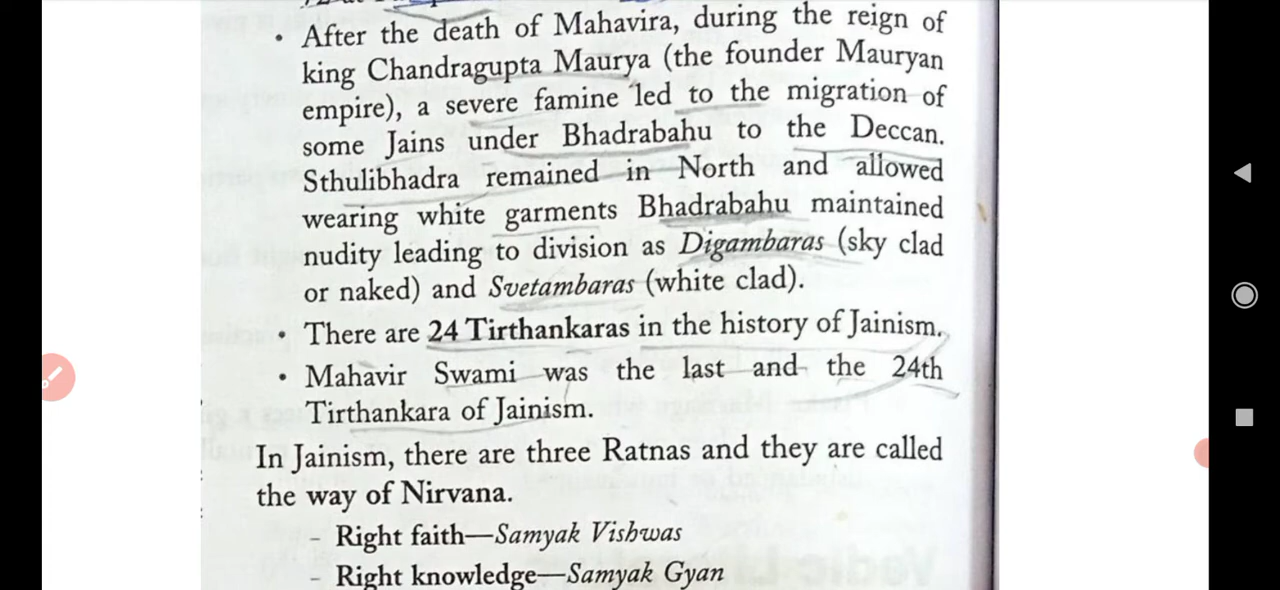 • After the death of Mahavira, during the reign of
king Chandragupta Maurya (the founder Mauryan
empire), a severe famine led to the migration of
some Jains under Bhadrabahu to the Deccan.
Sthulibhadra remained in North and allowed
wearing white garments Bhadrabahu maintained
nudity leading to division as Digambaras (sky clad
or naked) and Svetambaras (white clad).
• There are 24 Tirthankaras in the history of Jainism.
• Mahavir Swami was the last and the 24th
Tirthankara of Jainism.
In Jainism, there are three Ratnas and they are called
the way of Nirvana.
– Right faith—Samyak Vishwas
– Right knowledge—Samyak Gyan